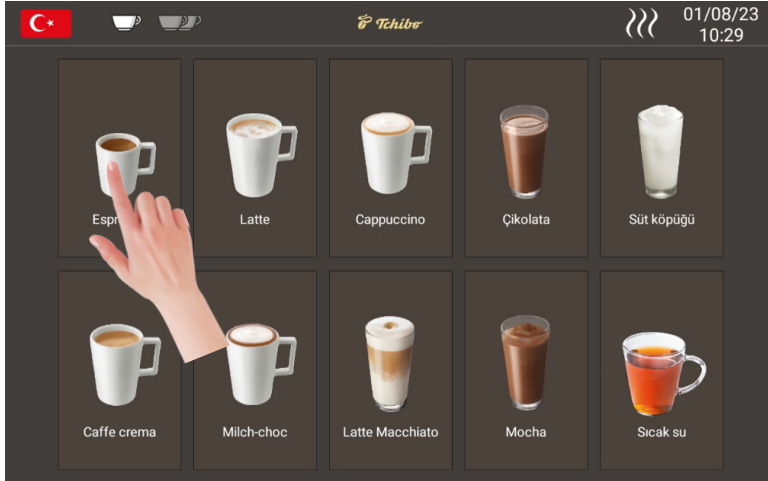 Tchibo
01/08/23
10:29
Latte
Cappuccino
Çikolata
Süt köpüğü
Caffe crema
Milch-choc
Latte Macchiato
Mocha
Sıcak su